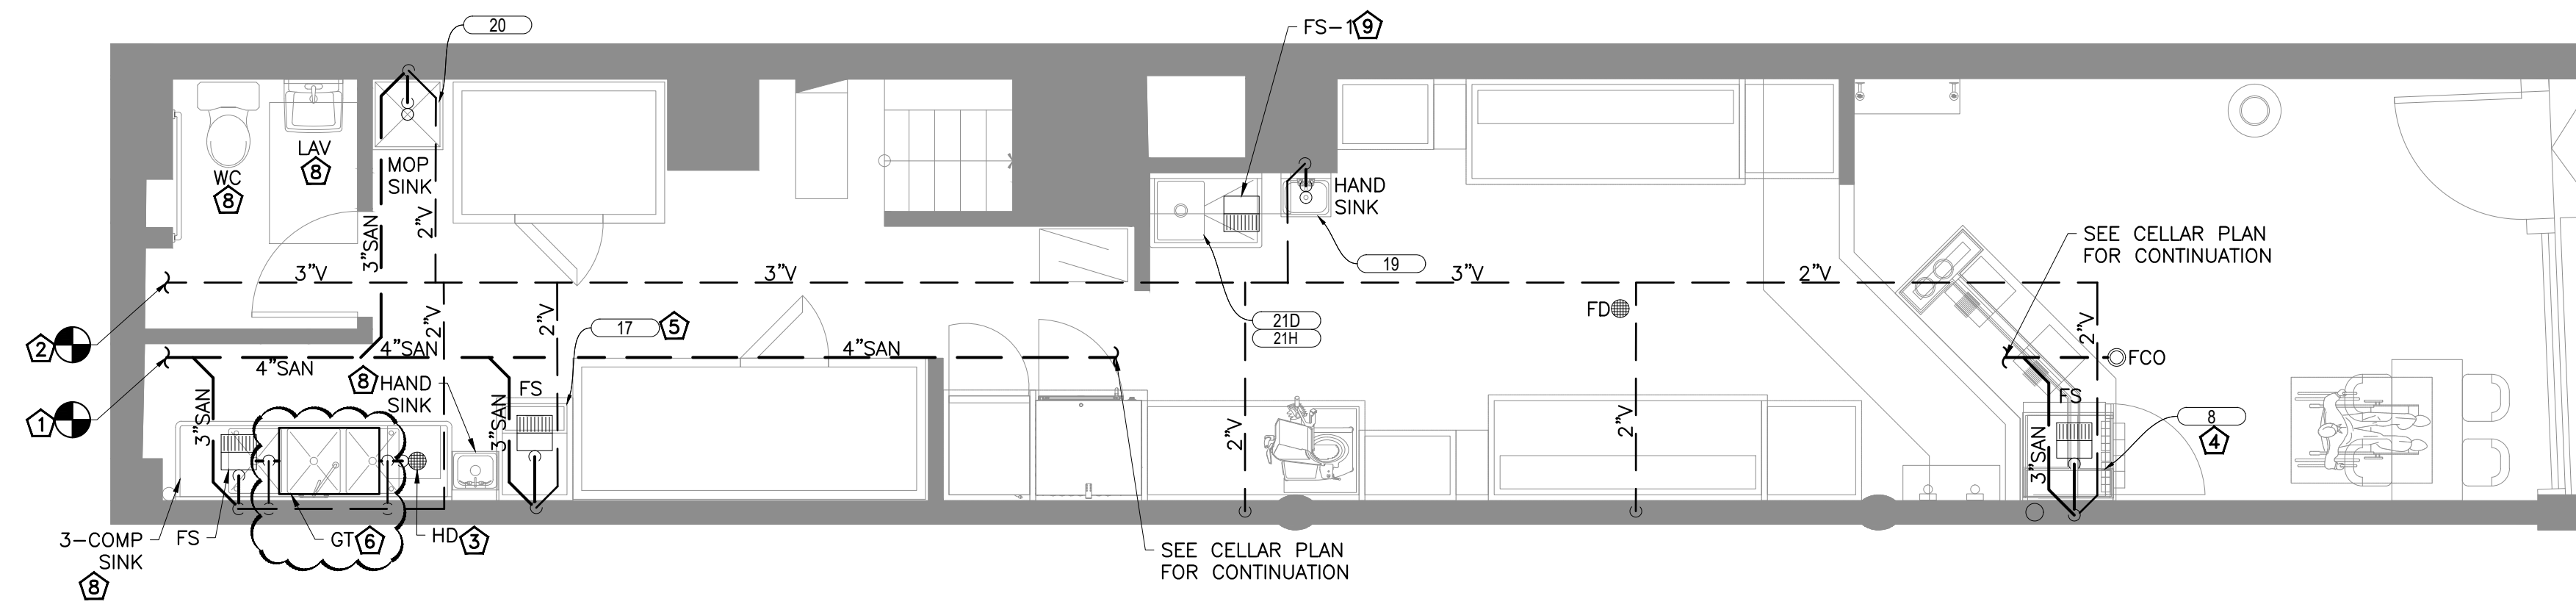 20
FS-1 9
LAV
8
WC
8
MOP
SINK
2"V
3"SAN
HAND
SINK
19
SEE CELLAR PLAN
FOR CONTINUATION
3"V
3"V
3"V
2"V
2
2"V
2"V
17 5
21D
21H
FD
2"V
4"SAN
4"SAN
4"SAN
FCO
1
8 HAND
SINK
FS
FS
3"SAN
3"SAN
2"V
2"V
3"SAN
8
4
3-COMP
SINK
8
FS
GT 6
HD 3
SEE CELLAR PLAN
FOR CONTINUATION